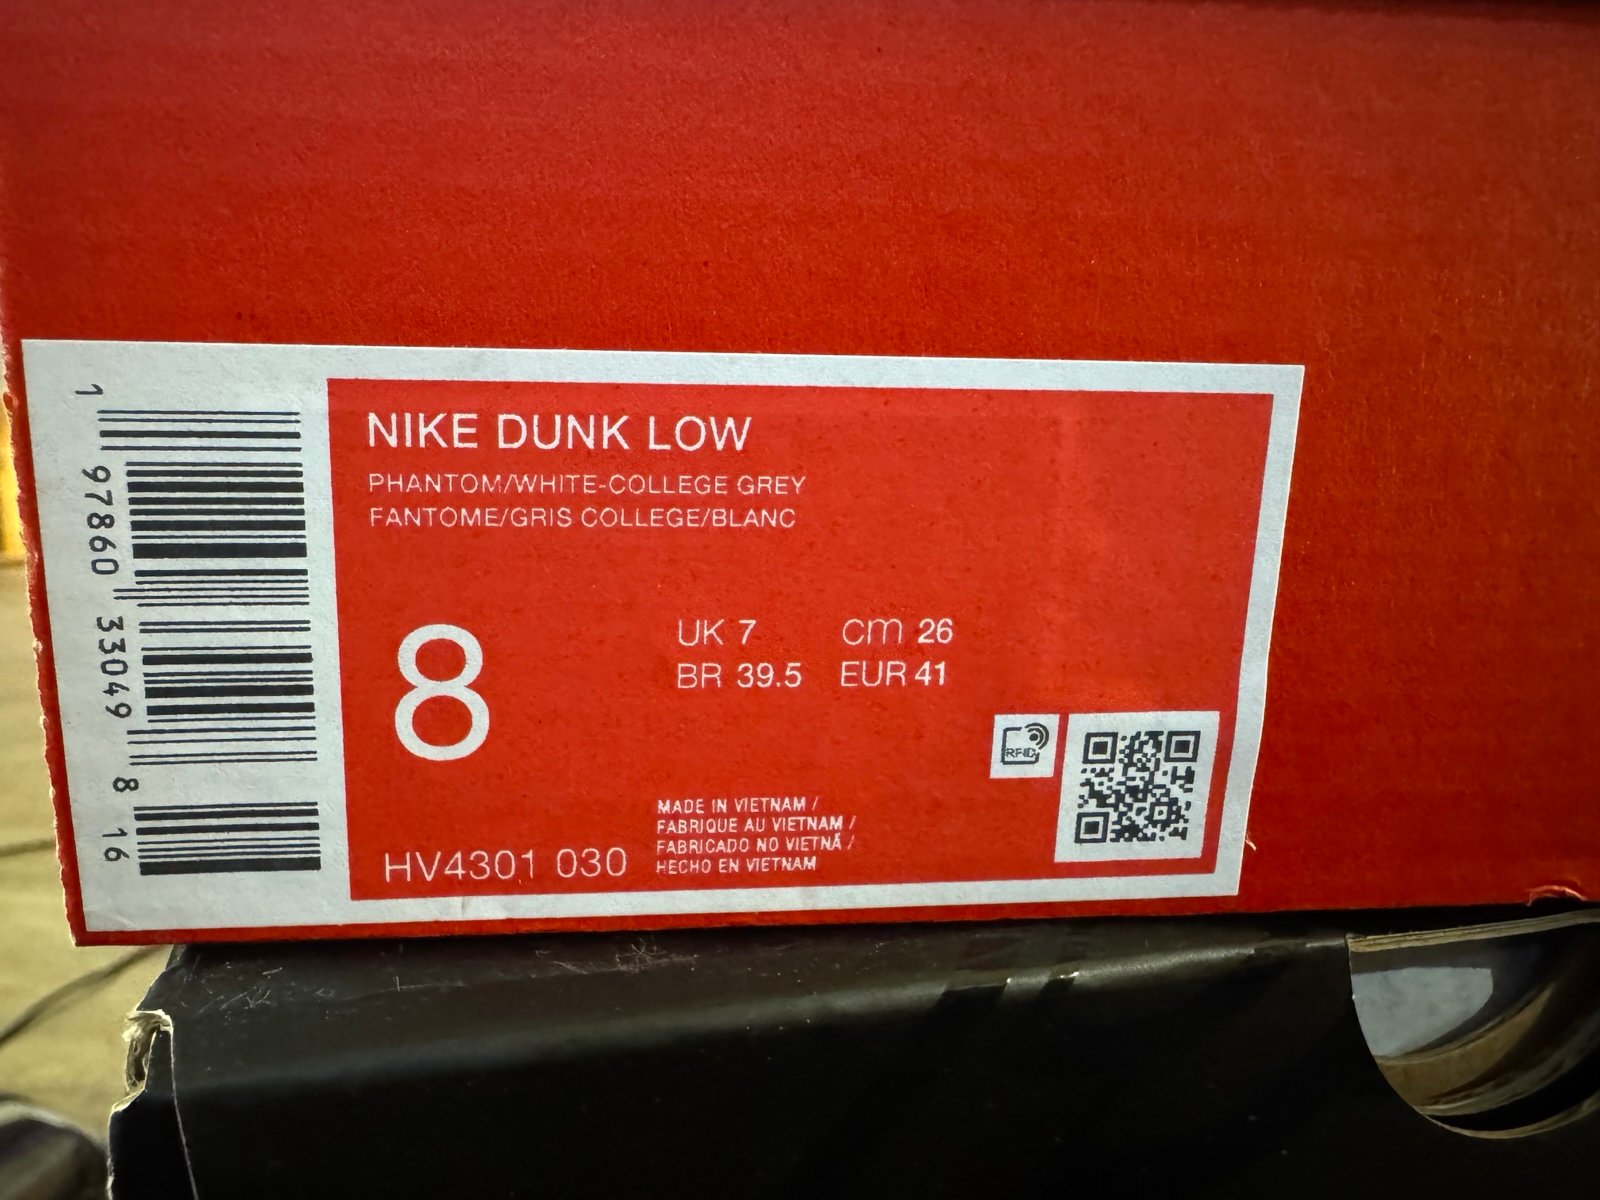 NIKE DUNK LOW
PHANTOM/WHITE-COLLEGE GREY
FANTOME/GRIS COLLEGE/BLANC
8
UK 7 cm 26
BR 39.5 EUR 41
RFID
MADE IN VIETNAM /
FABRIQUE AU VIETNAM /
FABRICADO NO VIETNÃ /
HECHO EN VIETNAM
HV4301 030
1 97860 33049 8 16